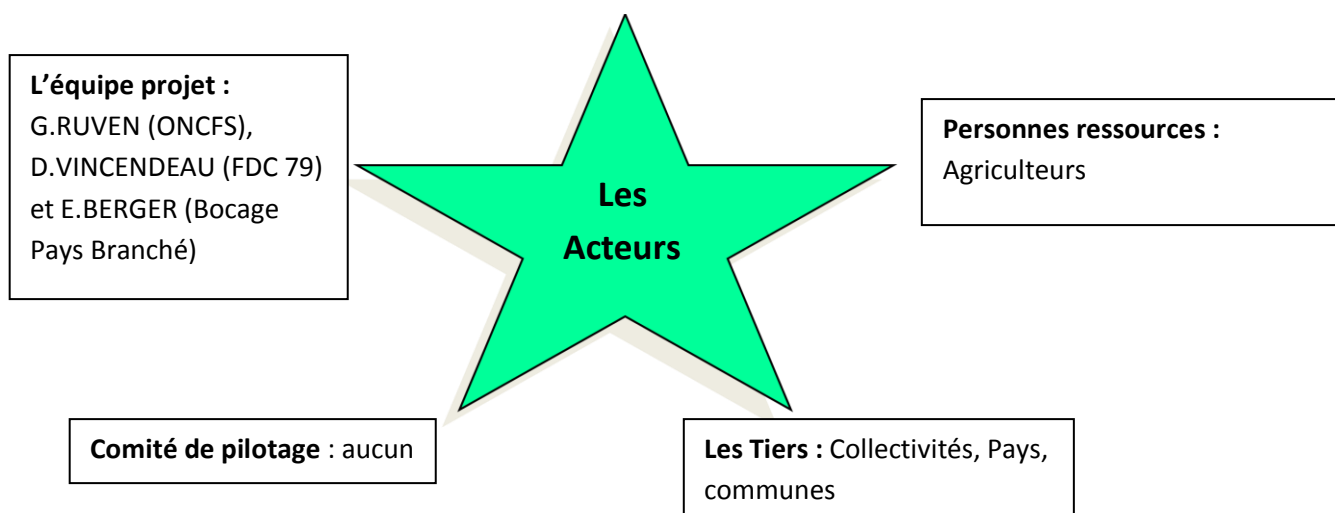 L'équipe projet :
G.RUVEN (ONCFS),
D.VINCENDEAU (FDC 79)
et E.BERGER (Bocage
Pays Branché)
Personnes ressources :
Agriculteurs
Les
Acteurs
Comité de pilotage : aucun
Les Tiers : Collectivités, Pays,
communes